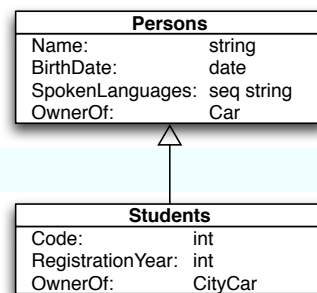 Persons
Name: string
BirthDate: date
SpokenLanguages: seq string
OwnerOf: Car
Students
Code: int
RegistrationYear: int
OwnerOf: CityCar